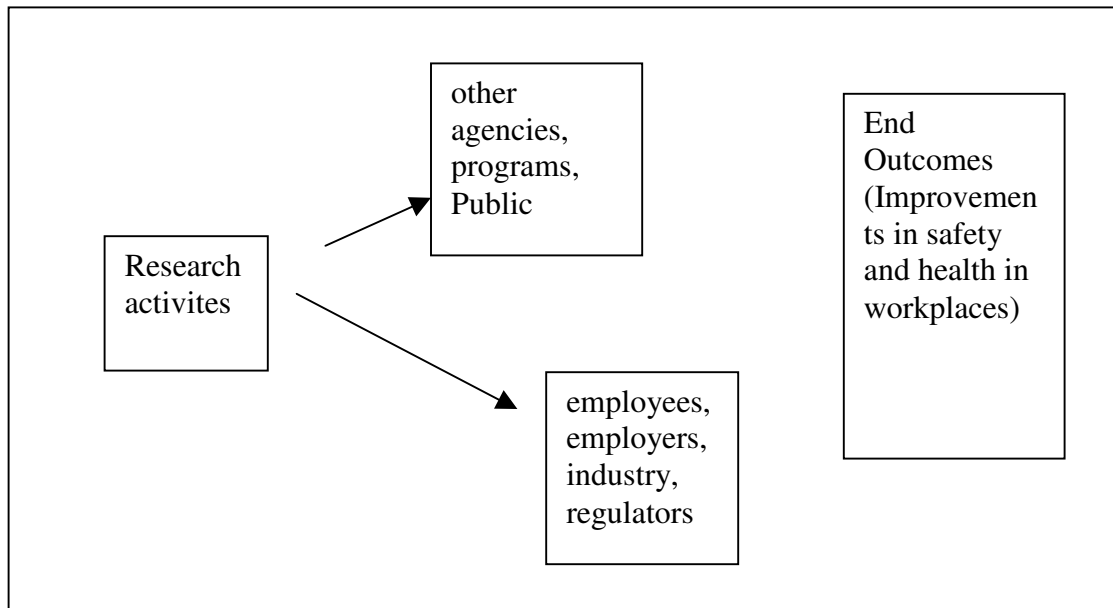 Research
activites
other
agencies,
programs,
Public
employees,
employers,
industry,
regulators
End
Outcomes
(Improvemen
ts in safety
and health in
workplaces)